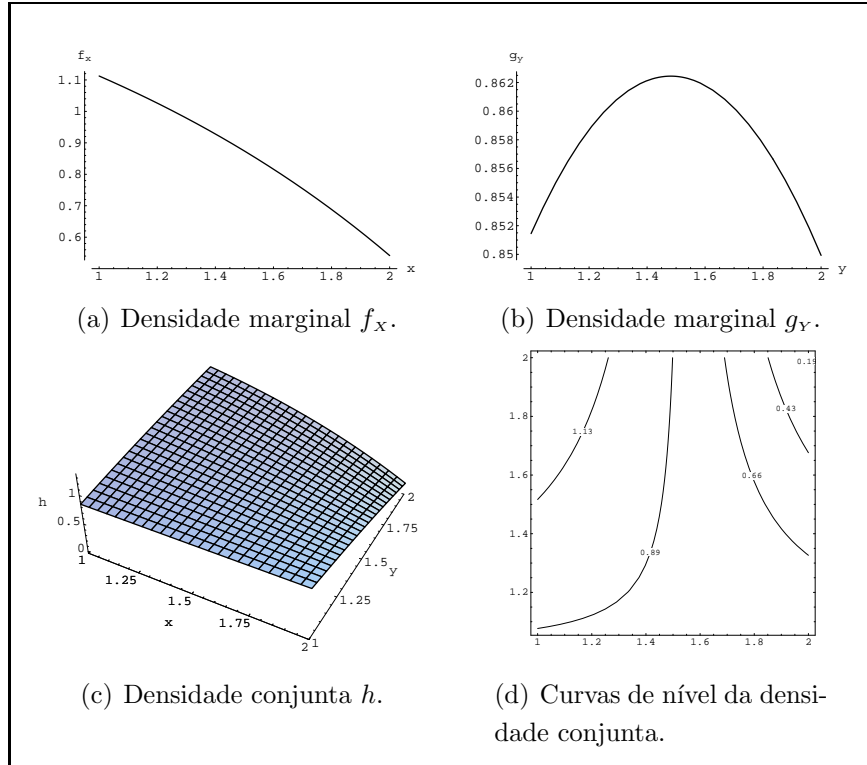 f_x
1.1
1
0.9
0.8
0.7
0.6
1 1.2 1.4 1.6 1.8 2 x
(a) Densidade marginal f_X.
g_y
0.862
0.86
0.858
0.856
0.854
0.852
0.85
1 1.2 1.4 1.6 1.8 2 y
(b) Densidade marginal g_Y.
h
1
0.5
0
1
1.25
1.5
1.75
2
x
1
1.25
1.5
1.75
2
y
(c) Densidade conjunta h.
2
1.8
1.6
1.4
1.2
1 1.2 1.4 1.6 1.8 2
1.13
0.89
0.66
0.43
0.19
(d) Curvas de nível da densi-
dade conjunta.